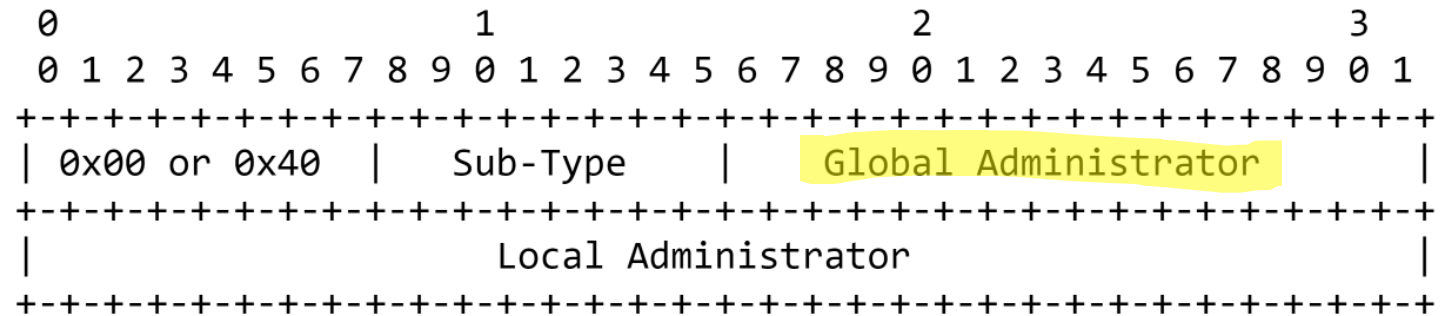 0                   1                   2                   3
0 1 2 3 4 5 6 7 8 9 0 1 2 3 4 5 6 7 8 9 0 1 2 3 4 5 6 7 8 9 0 1
+-+-+-+-+-+-+-+-+-+-+-+-+-+-+-+-+-+-+-+-+-+-+-+-+-+-+-+-+-+-+-+-+
| 0x00 or 0x40 | Sub-Type | Global Administrator |
+-+-+-+-+-+-+-+-+-+-+-+-+-+-+-+-+-+-+-+-+-+-+-+-+-+-+-+-+-+-+-+-+
| Local Administrator |
+-+-+-+-+-+-+-+-+-+-+-+-+-+-+-+-+-+-+-+-+-+-+-+-+-+-+-+-+-+-+-+-+